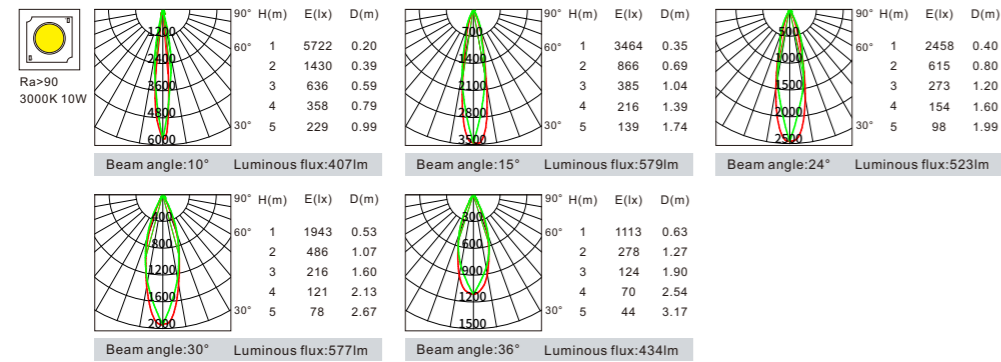 Ra>90
3000K 10W
90° H(m) E(lx) D(m)
1200
60° 1 5722 0.20
2400 2 1430 0.39
3600 3 636 0.59
4800 4 358 0.79
30° 5 229 0.99
6000
Beam angle:10° Luminous flux:407lm
90° H(m) E(lx) D(m)
700
60° 1 3464 0.35
1400 2 866 0.69
2100 3 385 1.04
2800 4 216 1.39
30° 5 139 1.74
3500
Beam angle:15° Luminous flux:579lm
90° H(m) E(lx) D(m)
500
60° 1 2458 0.40
1000 2 615 0.80
1500 3 273 1.20
2000 4 154 1.60
30° 5 98 1.99
2500
Beam angle:24° Luminous flux:523lm
90° H(m) E(lx) D(m)
400
60° 1 1943 0.53
800 2 486 1.07
1200 3 216 1.60
1600 4 121 2.13
30° 5 78 2.67
2000
Beam angle:30° Luminous flux:577lm
90° H(m) E(lx) D(m)
300
60° 1 1113 0.63
600 2 278 1.27
900 3 124 1.90
1200 4 70 2.54
30° 5 44 3.17
1500
Beam angle:36° Luminous flux:434lm